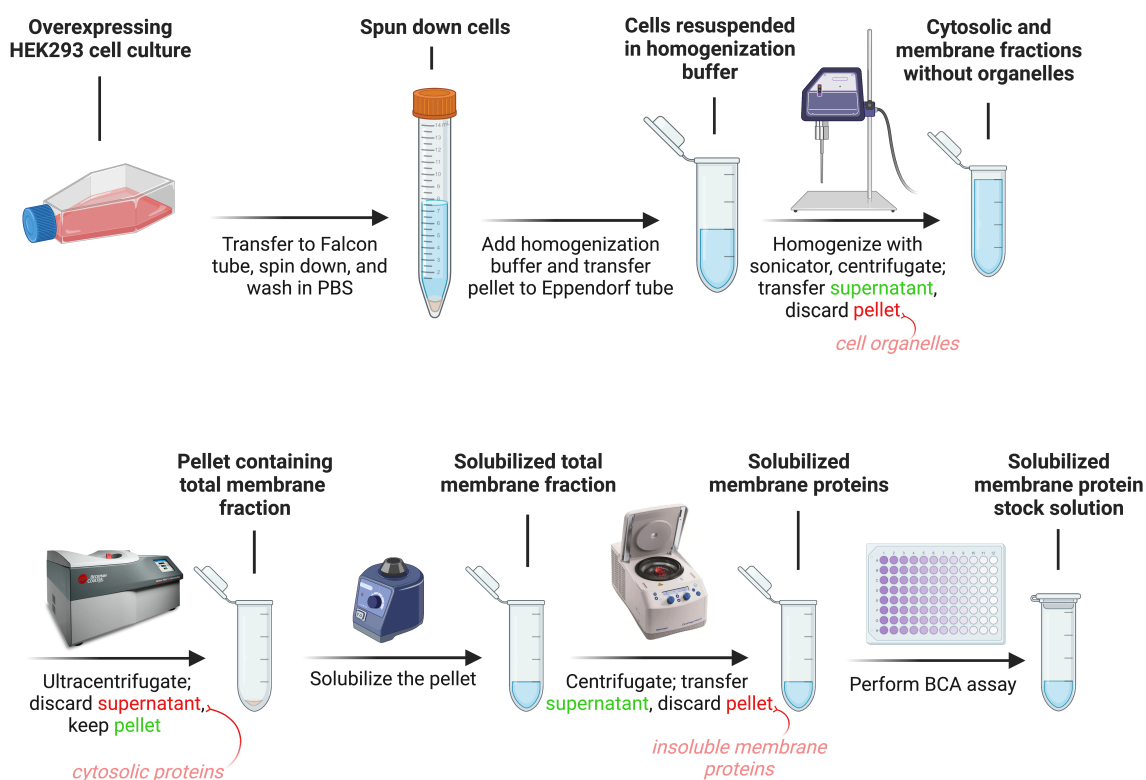 Overexpressing
HEK293 cell culture
Spun down cells
Cells resuspended
in homogenization
buffer
Cytosolic and
membrane fractions
without organelles
Transfer to Falcon
tube, spin down, and
wash in PBS
Add homogenization
buffer and transfer
pellet to Eppendorf tube
Homogenize with
sonicator, centrifugate;
transfer supernatant,
discard pellet
cell organelles
Pellet containing
total membrane
fraction
Solubilized total
membrane fraction
Solubilized
membrane proteins
Solubilized
membrane protein
stock solution
Ultracentrifugate;
discard supernatant,
keep pellet
cytosolic proteins
Solubilize the pellet
Centrifugate; transfer
supernatant, discard pellet
insoluble membrane
proteins
Perform BCA assay